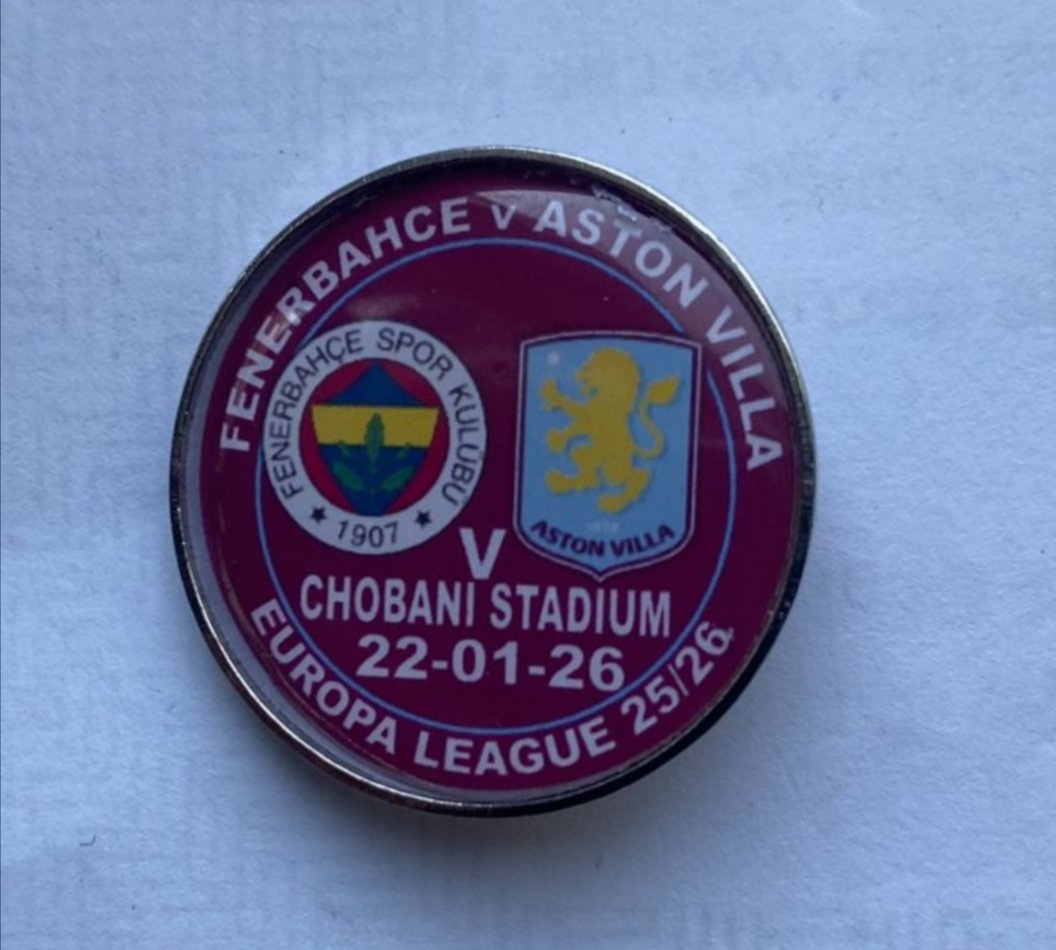 FENERBAHCE v ASTON VILLA
FENERBAHÇE SPOR KULÜBÜ
★ 1907 ★
ASTON VILLA
V
CHOBANI STADIUM
22-01-26
EUROPA LEAGUE 25/26